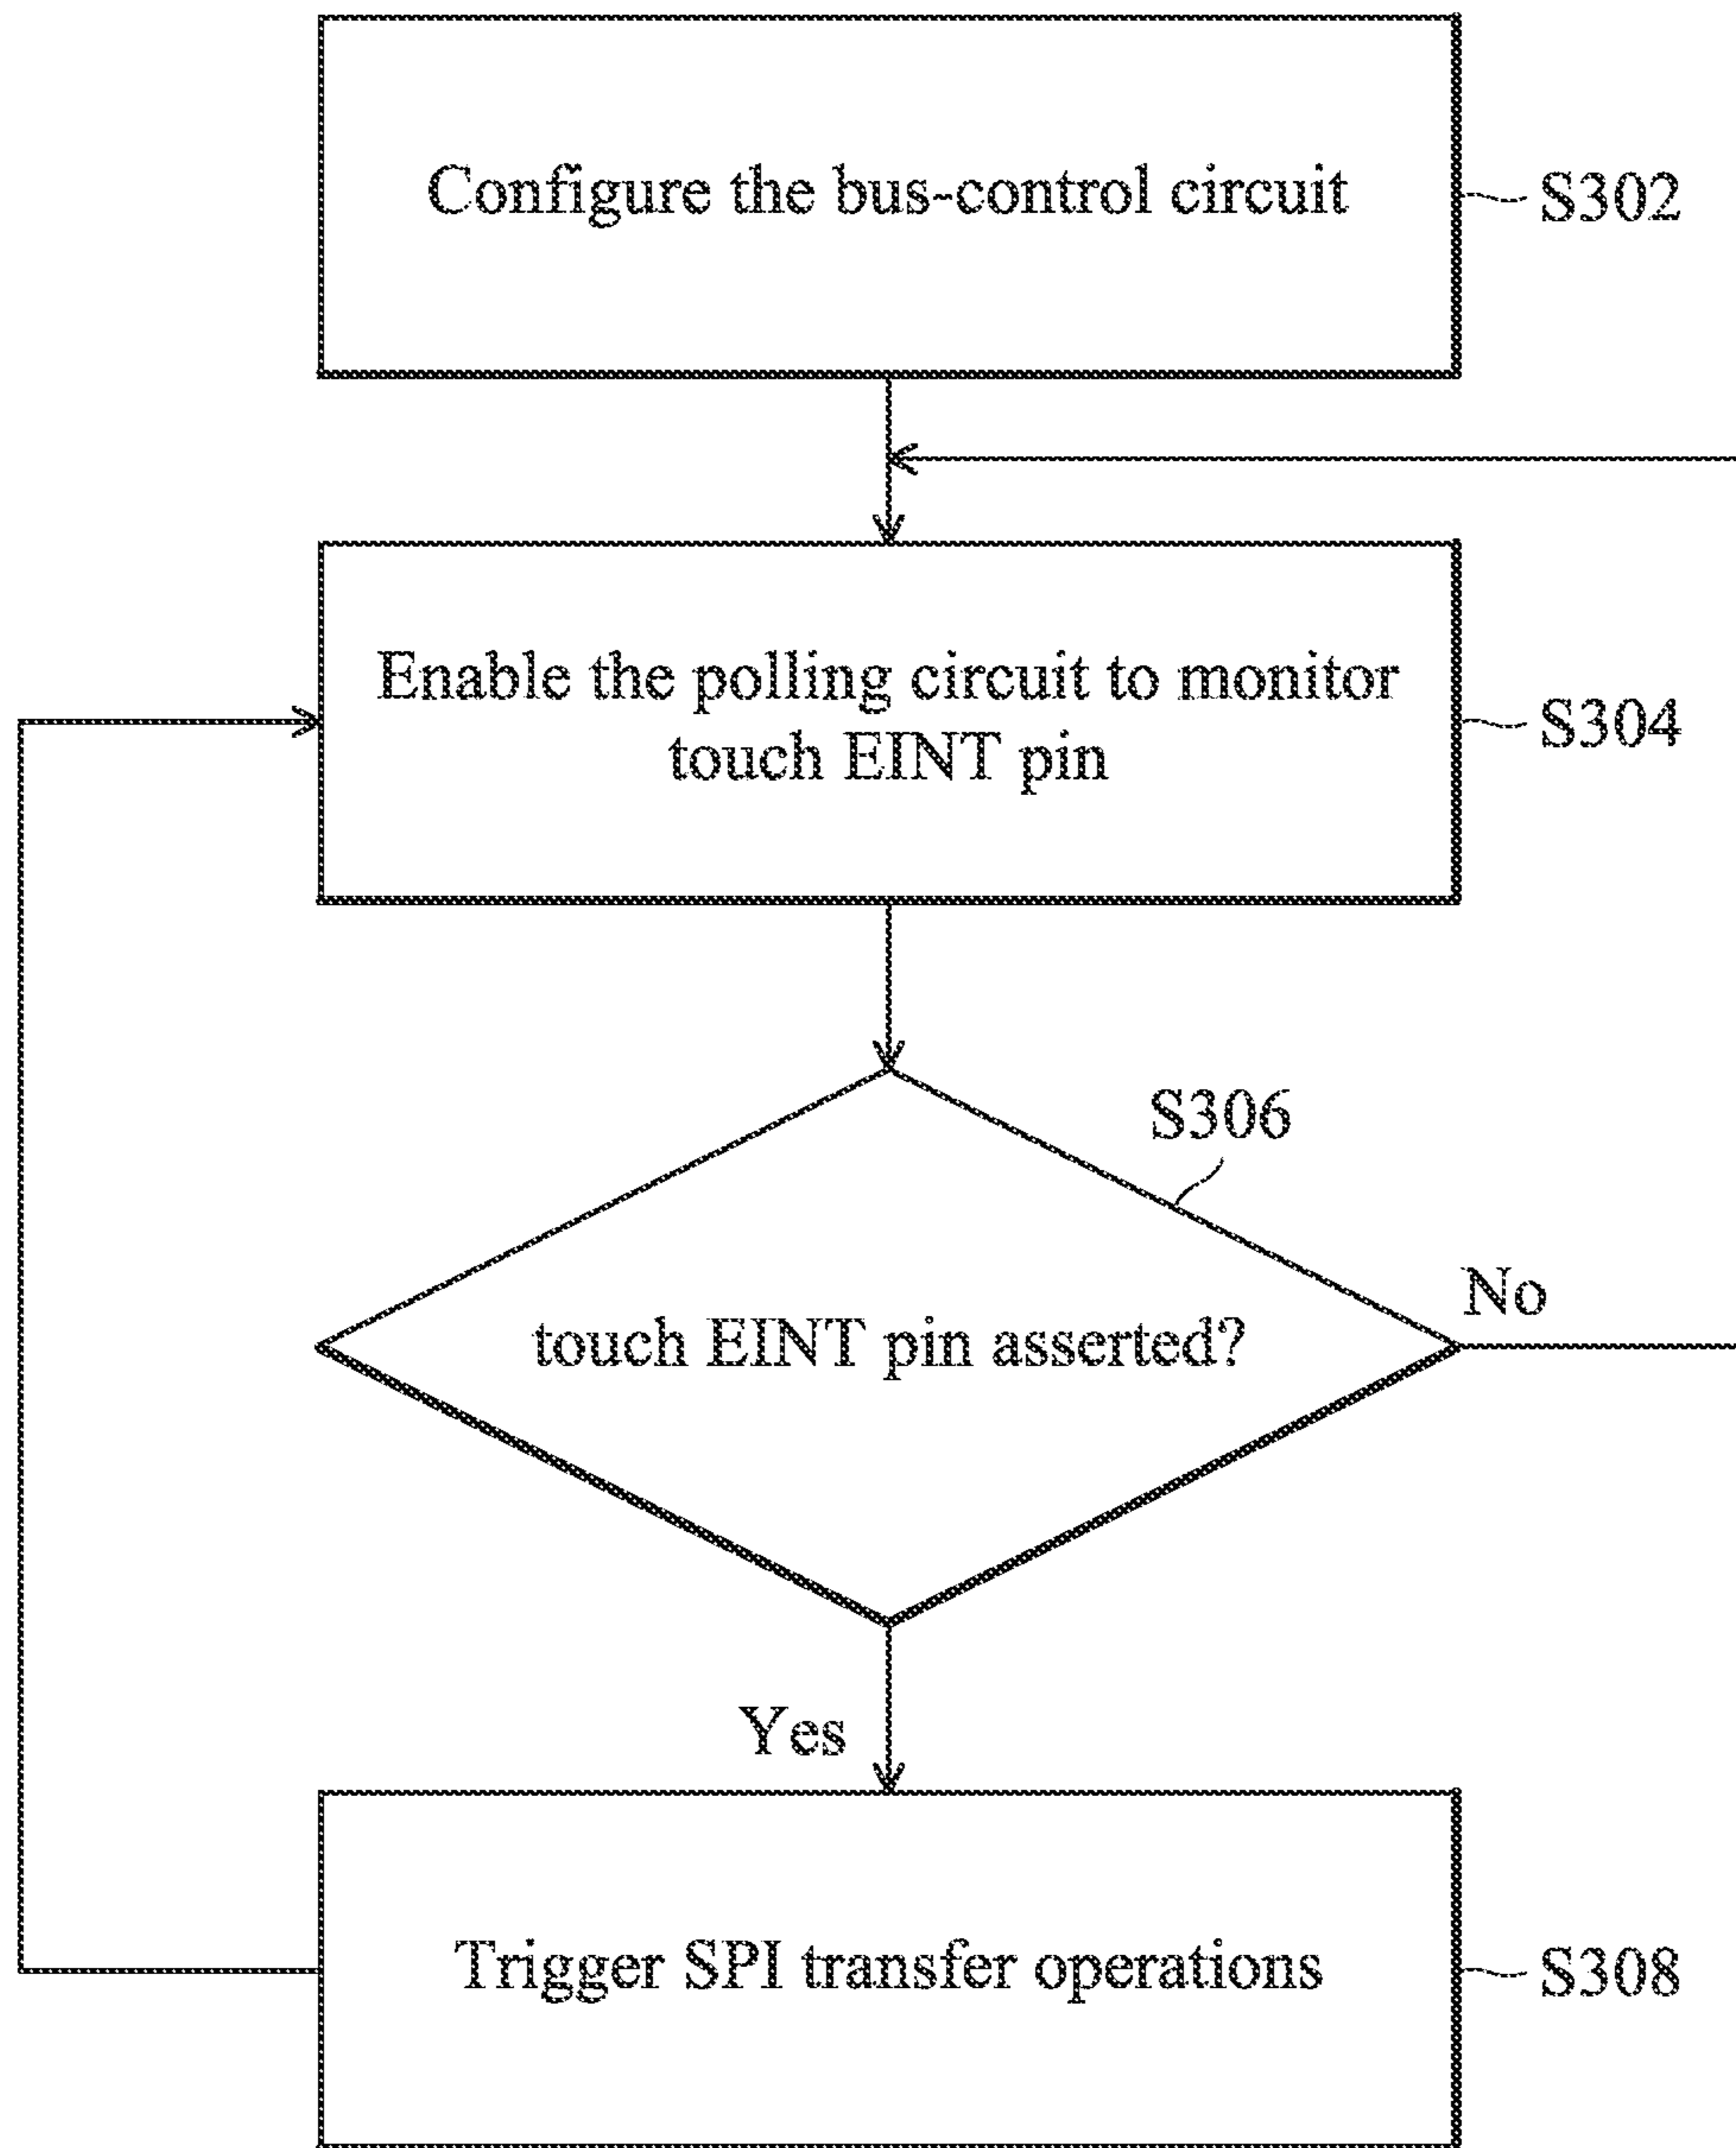 Configure the bus-control circuit
S302
Enable the polling circuit to monitor
touch EINT pin
S304
S306
touch EINT pin asserted?
No
Yes
Trigger SPI transfer operations
S308